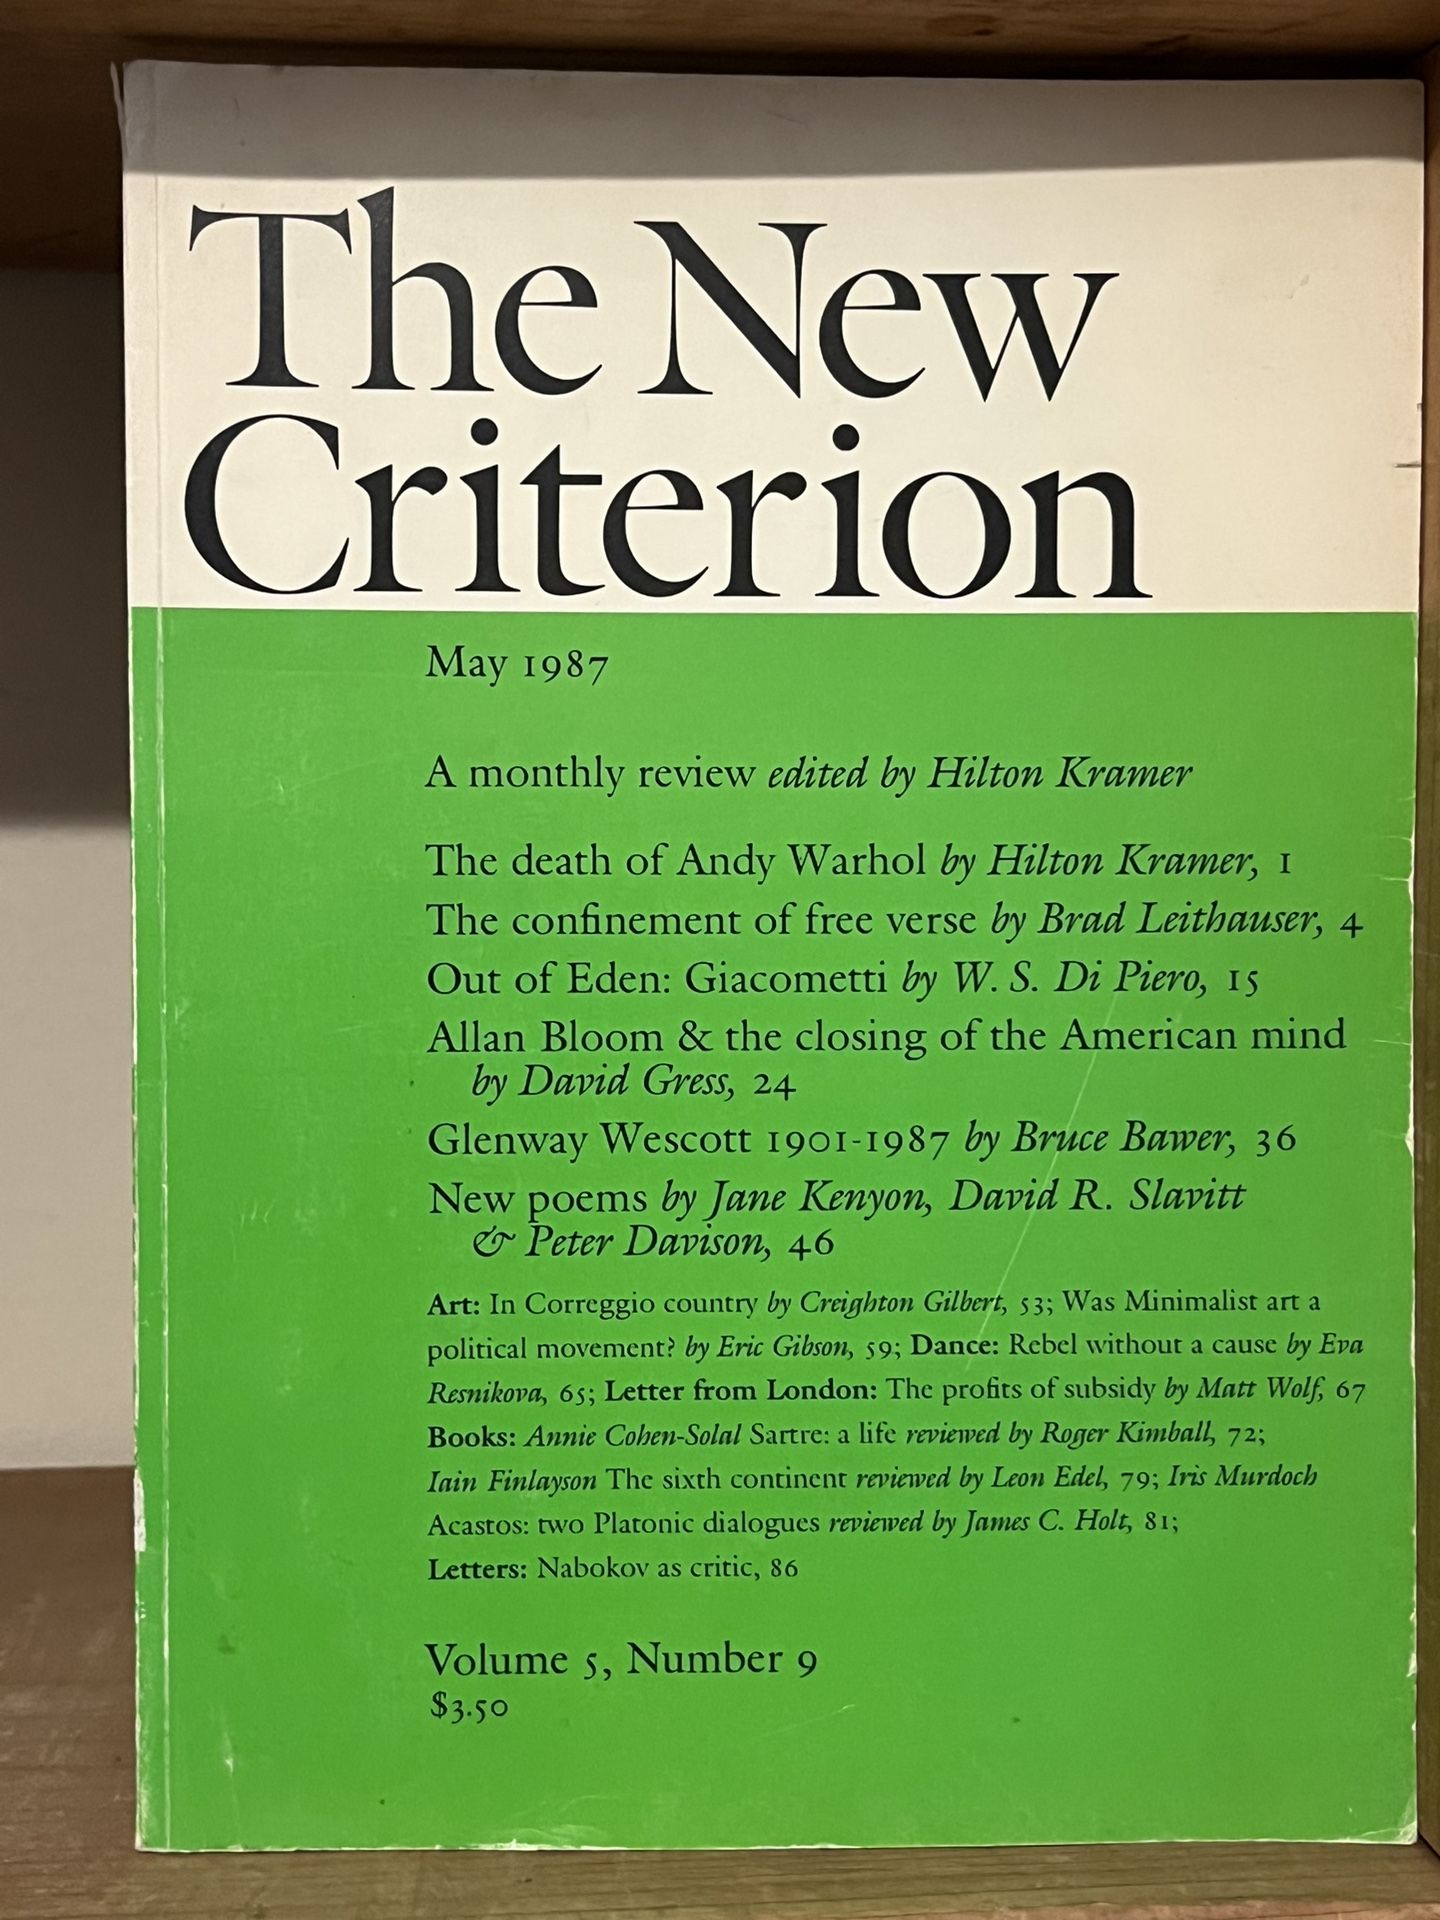 The New
Criterion
May 1987
A monthly review edited by Hilton Kramer
The death of Andy Warhol by Hilton Kramer, 1
The confinement of free verse by Brad Leithauser, 4
Out of Eden: Giacometti by W. S. Di Piero, 15
Allan Bloom & the closing of the American mind
by David Gress, 24
Glenway Wescott 1901-1987 by Bruce Bawer, 36
New poems by Jane Kenyon, David R. Slavitt
& Peter Davison, 46
Art: In Correggio country by Creighton Gilbert, 53; Was Minimalist art a
political movement? by Eric Gibson, 59; Dance: Rebel without a cause by Eva
Resnikova, 65; Letter from London: The profits of subsidy by Matt Wolf, 67
Books: Annie Cohen-Solal Sartre: a life reviewed by Roger Kimball, 72;
Iain Finlayson The sixth continent reviewed by Leon Edel, 79; Iris Murdoch
Acastos: two Platonic dialogues reviewed by James C. Holt, 81;
Letters: Nabokov as critic, 86
Volume 5, Number 9
$3.50